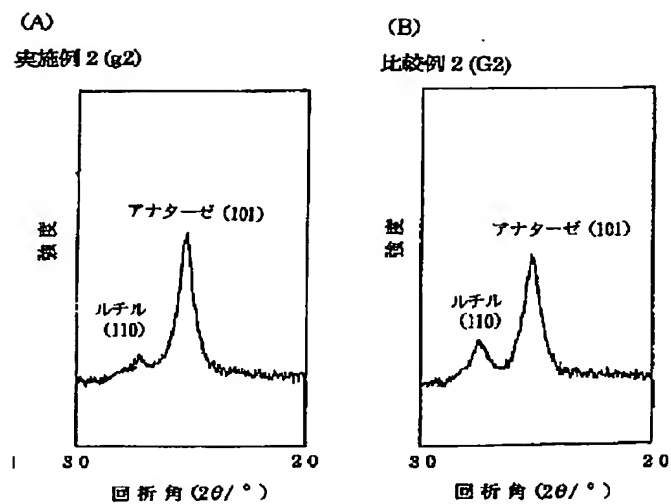 (A)
実施例 2 (g2)
強度
アナターゼ (101)
ルチル
(110)
30
20
回折角 (2θ/°)
(B)
比較例 2 (G2)
強度
アナターゼ (101)
ルチル
(110)
30
20
回折角 (2θ/°)